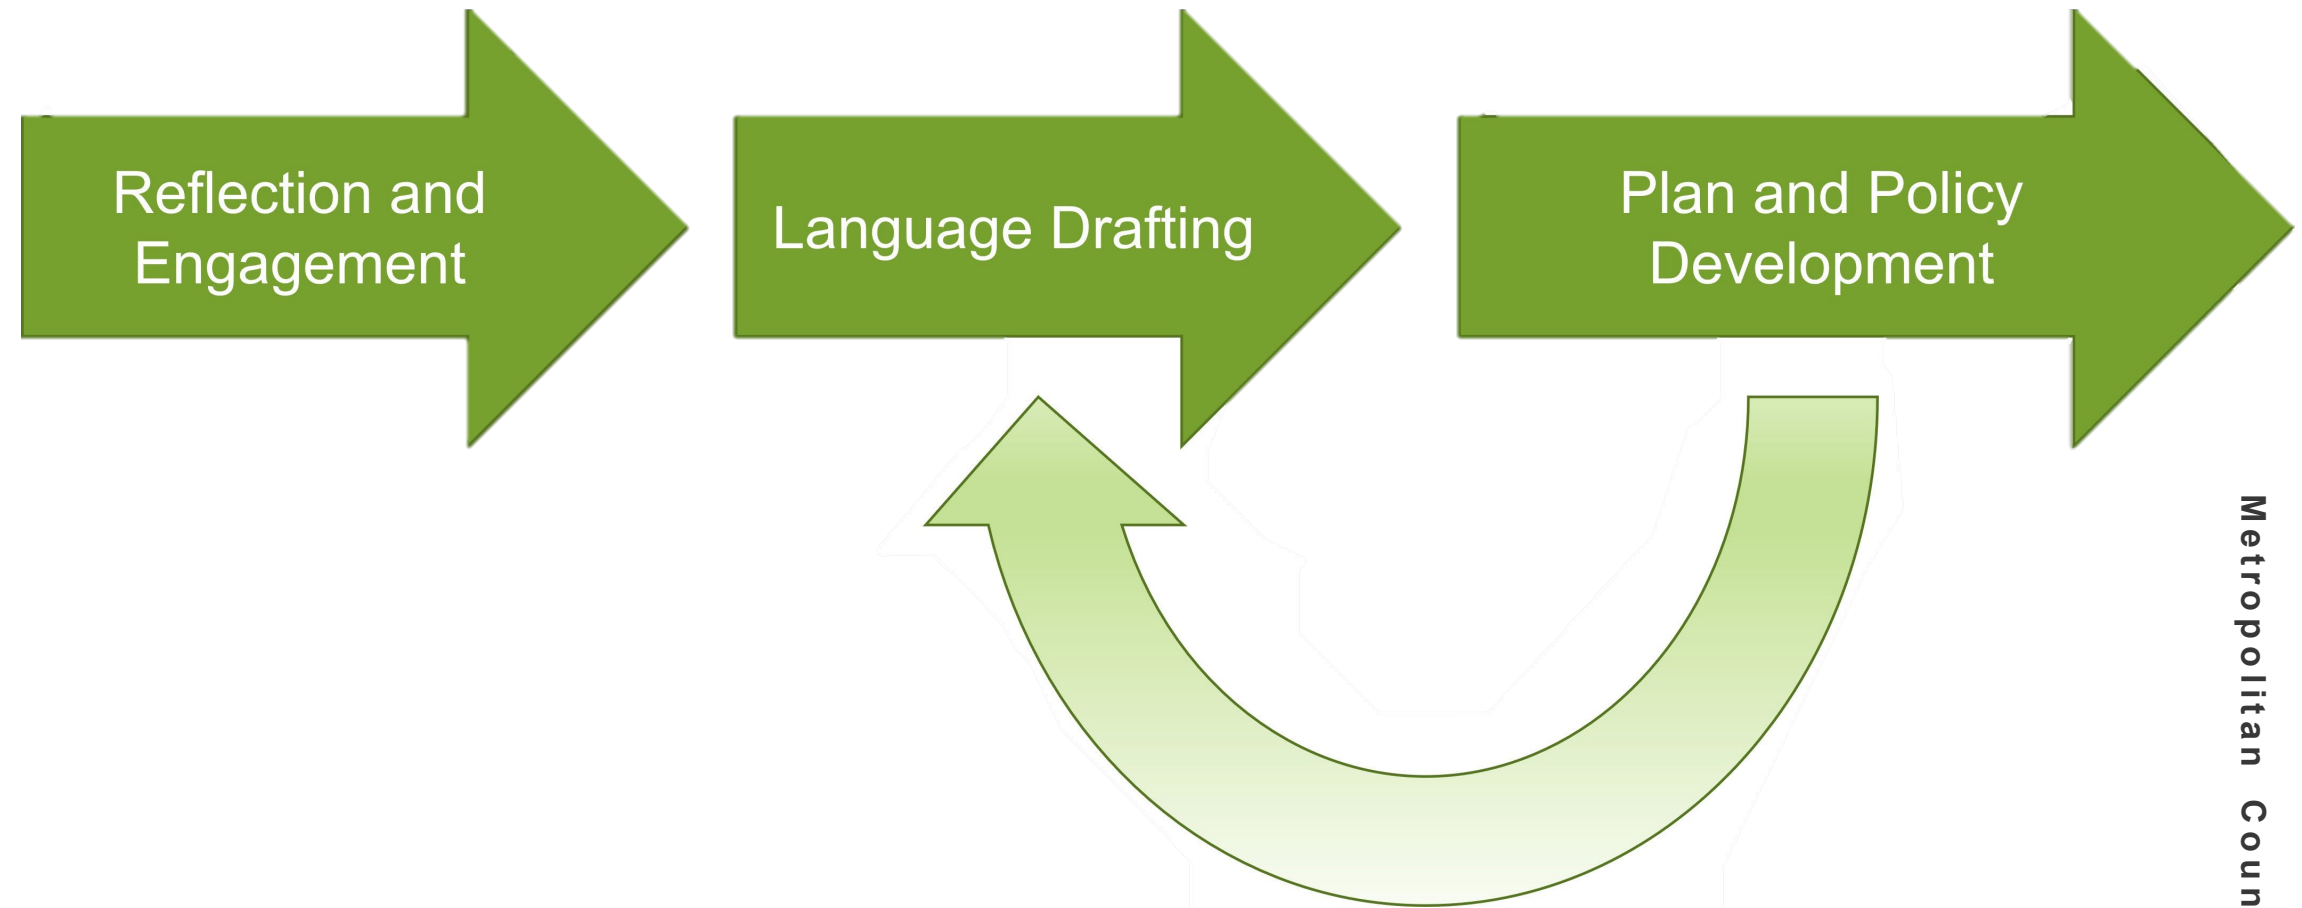 Reflection and
Engagement
Language Drafting
Plan and Policy
Development
Metropolitan Coun